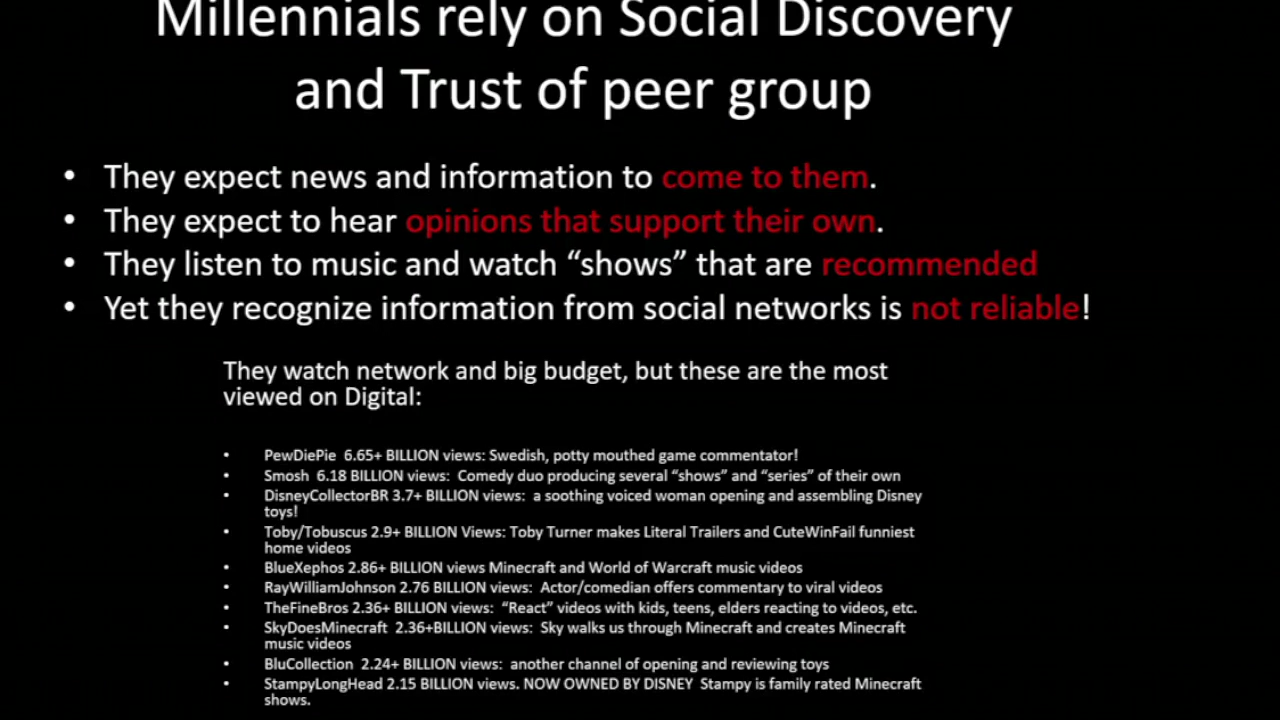 Millennials rely on Social Discovery
and Trust of peer group
• They expect news and information to come to them.
• They expect to hear opinions that support their own.
• They listen to music and watch “shows” that are recommended
• Yet they recognize information from social networks is not reliable!
They watch network and big budget, but these are the most
viewed on Digital:
• PewDiePie 6.65+ BILLION views: Swedish, potty mouthed game commentator!
• Smosh 6.18 BILLION views: Comedy duo producing several “shows” and “series” of their own
• DisneyCollectorBR 3.7+ BILLION views: a soothing voiced woman opening and assembling Disney
toys!
• Toby/Tobuscus 2.9+ BILLION Views: Toby Turner makes Literal Trailers and CuteWinFail funniest
home videos
• BlueXephos 2.86+ BILLION views Minecraft and World of Warcraft music videos
• RayWilliamJohnson 2.76 BILLION views: Actor/comedian offers commentary to viral videos
• TheFineBros 2.36+ BILLION views: “React” videos with kids, teens, elders reacting to videos, etc.
• SkyDoesMinecraft 2.36+BILLION views: Sky walks us through Minecraft and creates Minecraft
music videos
• BluCollection 2.24+ BILLION views: another channel of opening and reviewing toys
• StampyLongHead 2.15 BILLION views. NOW OWNED BY DISNEY Stampy is family rated Minecraft
shows.